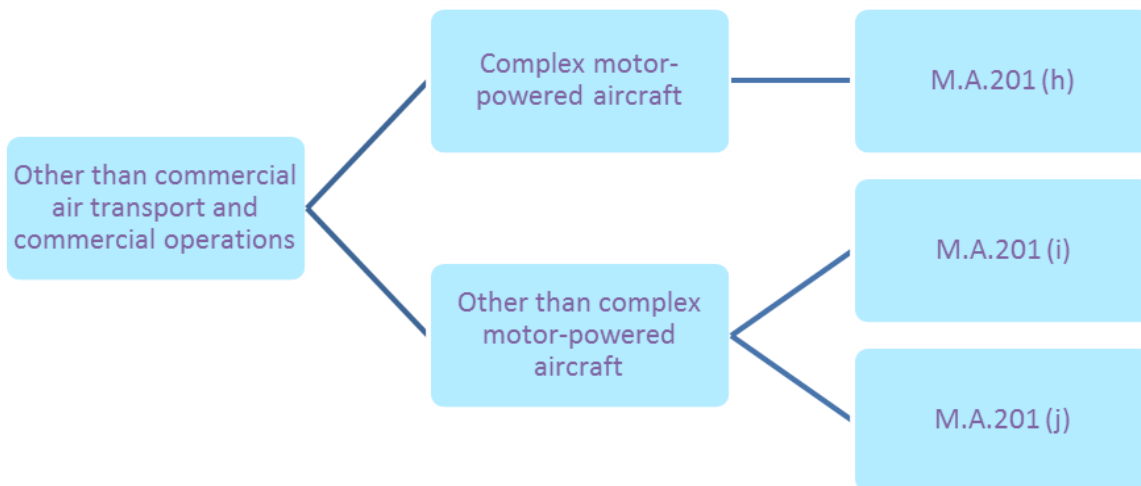 Other than commercial
air transport and
commercial operations
Complex motor-
powered aircraft
M.A.201 (h)
Other than complex
motor-powered
aircraft
M.A.201 (i)
M.A.201 (j)